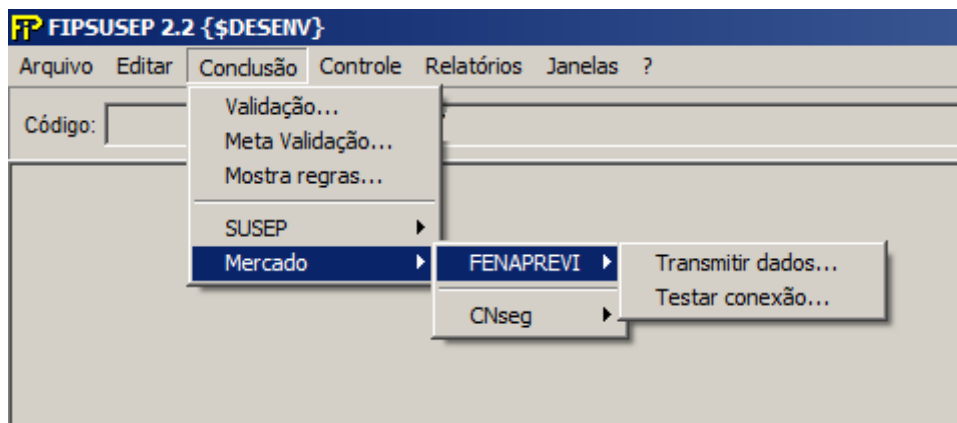 FiP FIPSUSEP 2.2 {$DESENV}
Arquivo Editar Conclusão Controle Relatórios Janelas ?
Código:
Validação...
Meta Validação...
Mostra regras...
SUSEP
Mercado
FENAPREVI
CNseg
Transmitir dados...
Testar conexão...